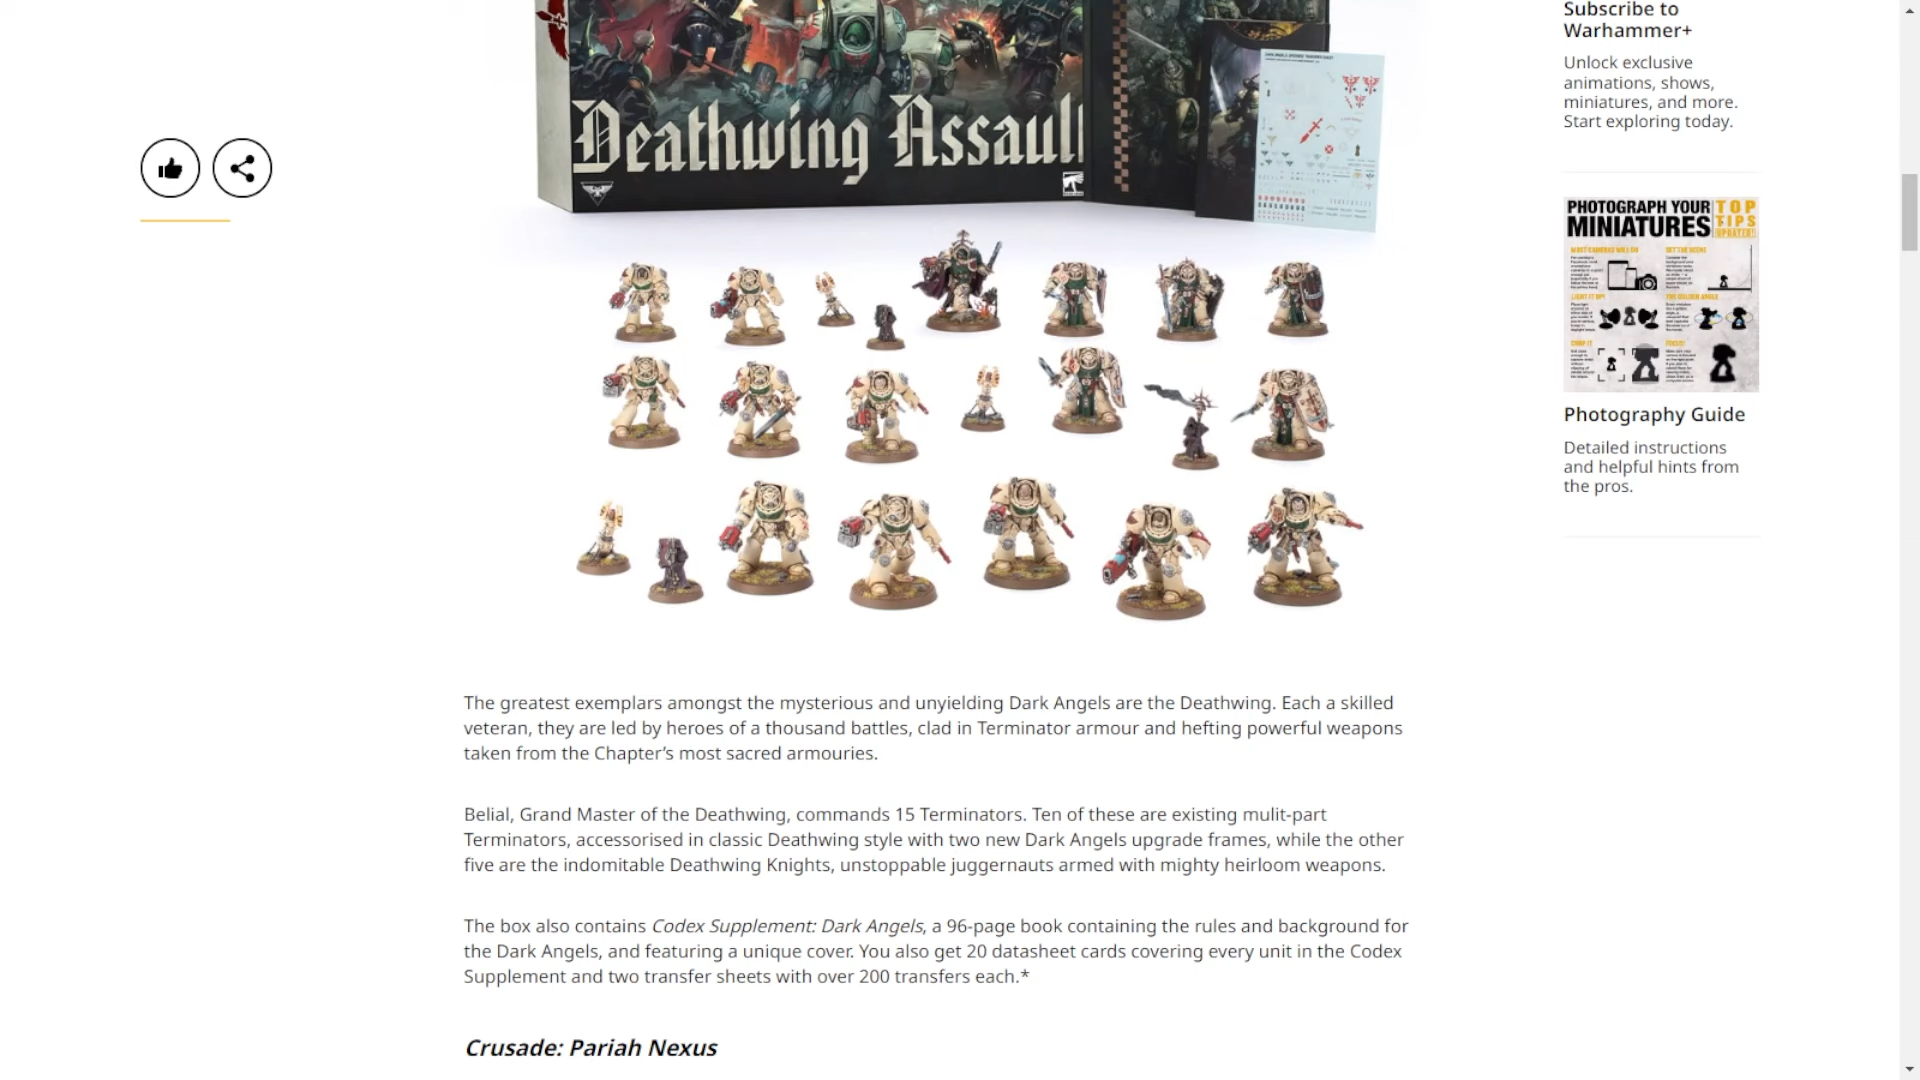 Deathwing Assaul
Subscribe to
Warhammer+
Unlock exclusive
animations, shows,
miniatures, and more.
Start exploring today.
PHOTOGRAPH YOUR
MINIATURES
TOP
TIPS
UPDATED!
Photography Guide
Detailed instructions
and helpful hints from
the pros.
The greatest exemplars amongst the mysterious and unyielding Dark Angels are the Deathwing. Each a skilled
veteran, they are led by heroes of a thousand battles, clad in Terminator armour and hefting powerful weapons
taken from the Chapter’s most sacred armouries.
Belial, Grand Master of the Deathwing, commands 15 Terminators. Ten of these are existing mulit-part
Terminators, accessorised in classic Deathwing style with two new Dark Angels upgrade frames, while the other
five are the indomitable Deathwing Knights, unstoppable juggernauts armed with mighty heirloom weapons.
The box also contains Codex Supplement: Dark Angels, a 96-page book containing the rules and background for
the Dark Angels, and featuring a unique cover. You also get 20 datasheet cards covering every unit in the Codex
Supplement and two transfer sheets with over 200 transfers each.*
Crusade: Pariah Nexus